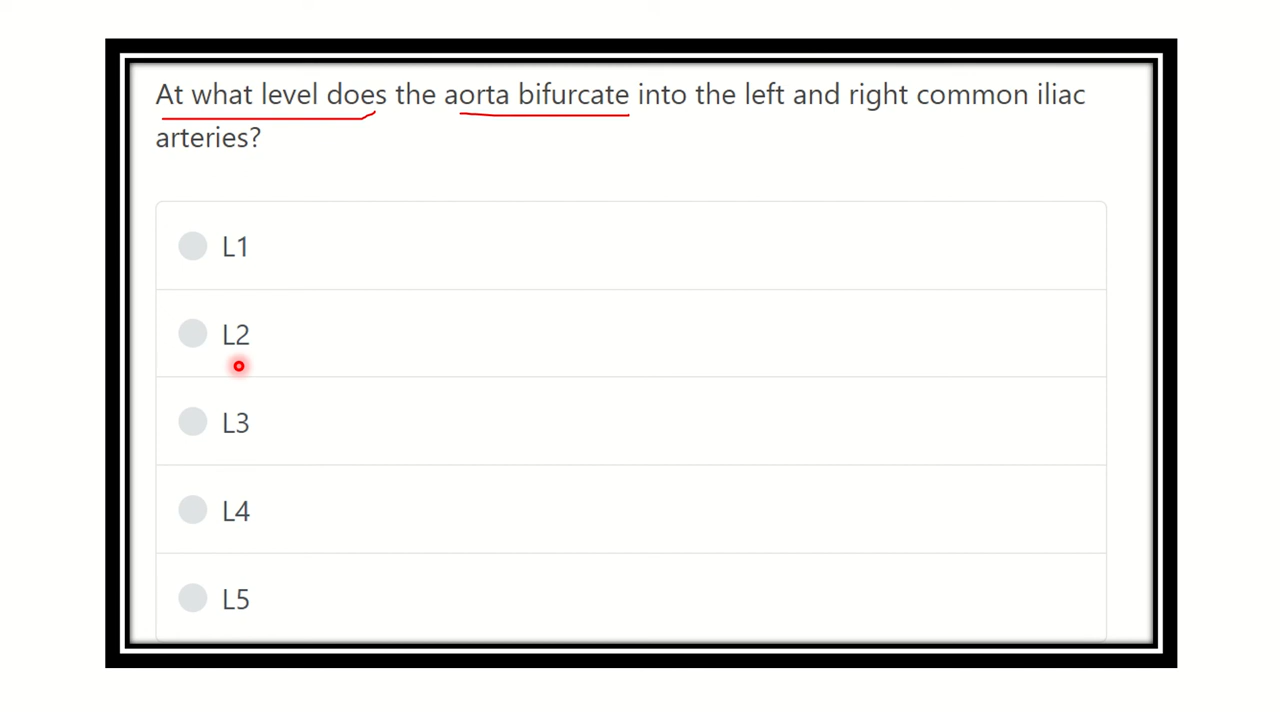 At what level does the aorta bifurcate into the left and right common iliac
arteries?
L1
L2
L3
L4
L5